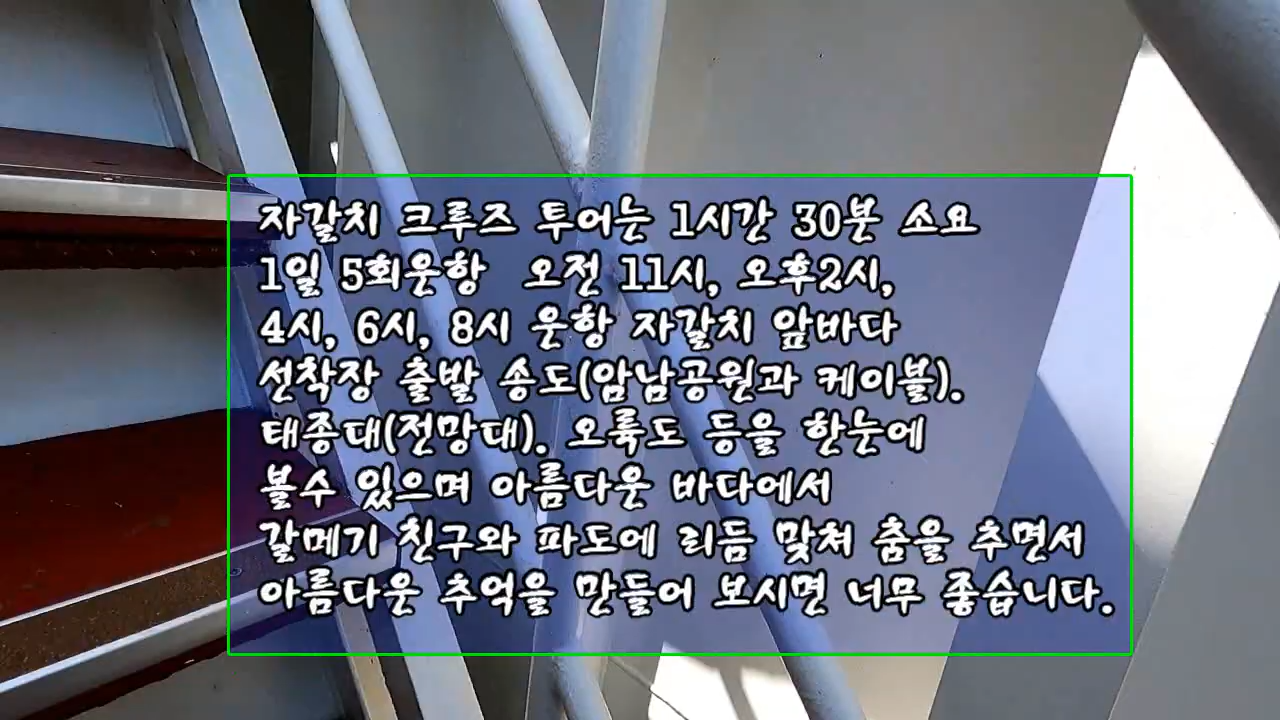 자갈치 크루즈 투어는 1시간 30분 소요
1일 5회운항 오전 11시, 오후2시,
4시, 6시, 8시 운항 자갈치 앞바다
선착장 출발 송도(암남공원과 케이블).
태종대(전망대). 오륙도 등을 한눈에
볼수 있으며 아름다운 바다에서
갈메기 친구와 파도에 리듬 맞쳐 춤을 추면서
아름다운 추억을 만들어 보시면 너무 좋습니다.